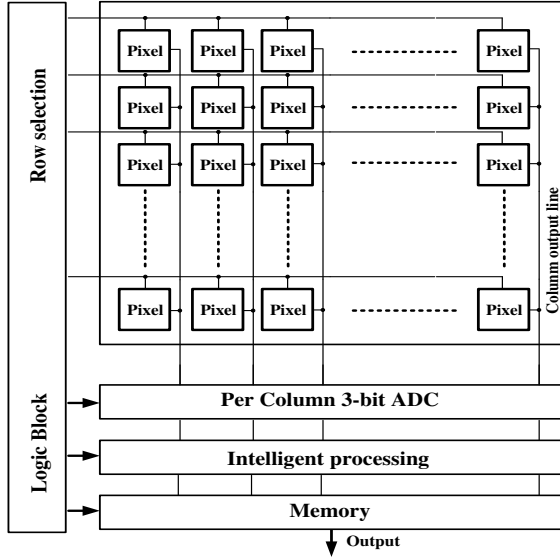 Row selection
Logic Block
Pixel Pixel Pixel Pixel
Pixel Pixel Pixel Pixel
Pixel Pixel Pixel Pixel
Pixel Pixel Pixel Pixel
Colunm output line
Per Column 3-bit ADC
Intelligent processing
Memory
Output